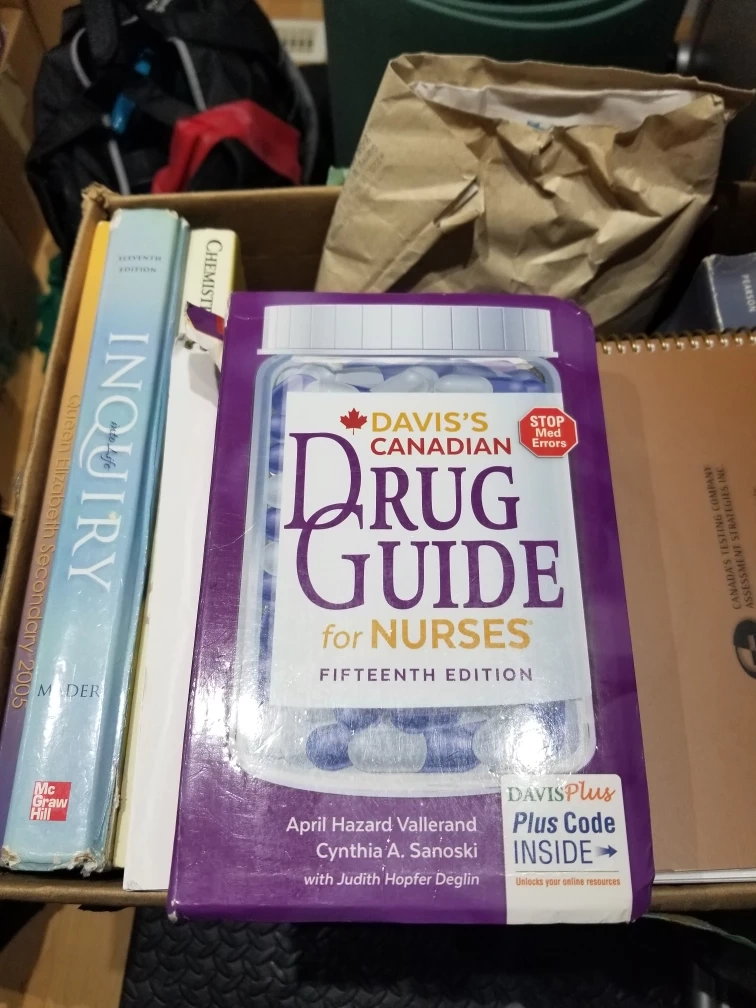 ELEVENTH
EDITION
INQUIRY
into Life
MADER
Mc
Graw
Hill
Queen Elizabeth Secondary 2005
CHEMIST
DAVIS'S
CANADIAN
DRUG
GUIDE
for NURSES
FIFTEENTH EDITION
STOP
Med
Errors
April Hazard Vallerand
Cynthia A. Sanoski
with Judith Hopfer Deglin
DAVISPlus
Plus Code
INSIDE
Unlocks your online resources
PEARSON
CANADA'S TESTING COMPANY
ASSESSMENT STRATEGIES INC